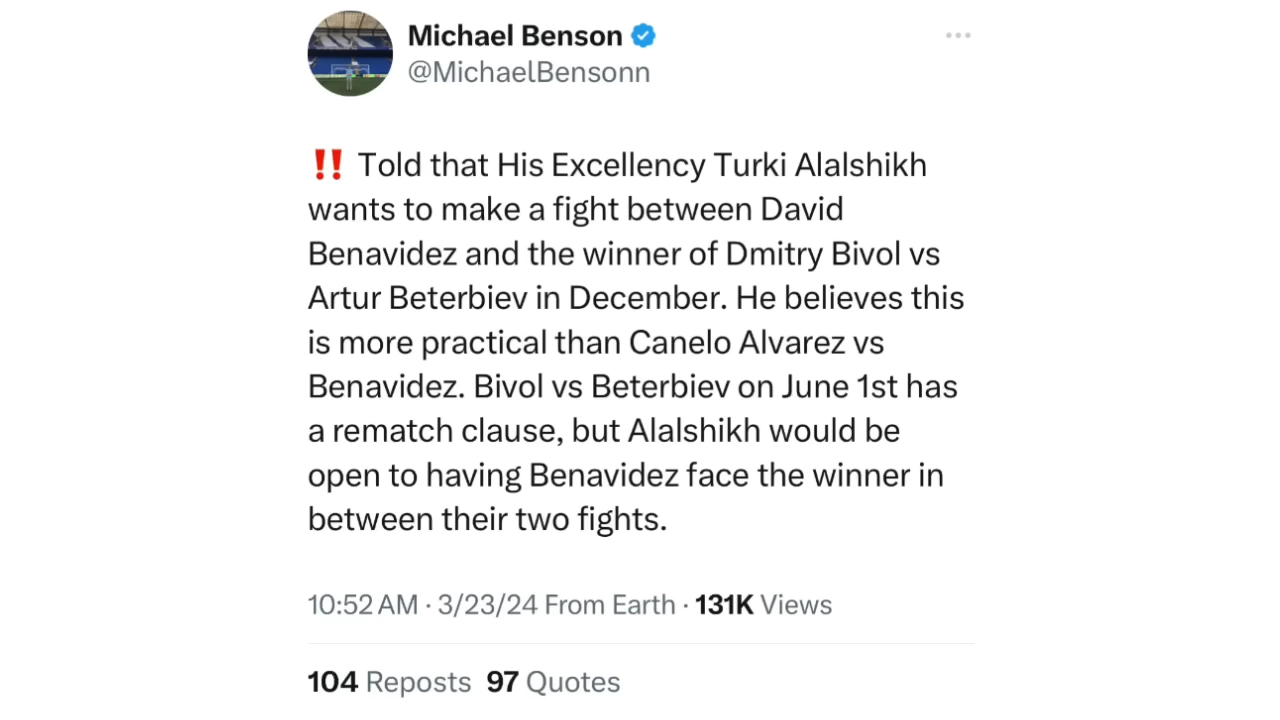 Michael Benson
@MichaelBensonn
‼️ Told that His Excellency Turki Alalshikh
wants to make a fight between David
Benavidez and the winner of Dmitry Bivol vs
Artur Beterbiev in December. He believes this
is more practical than Canelo Alvarez vs
Benavidez. Bivol vs Beterbiev on June 1st has
a rematch clause, but Alalshikh would be
open to having Benavidez face the winner in
between their two fights.
10:52 AM · 3/23/24 From Earth · 131K Views
104 Reposts 97 Quotes